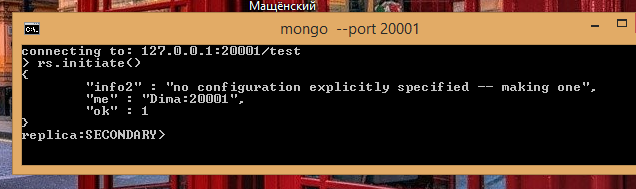 Мащёнский
mongo --port 20001
C:\.
connecting to: 127.0.0.1:20001/test
> rs.initiate()
{
"info2" : "no configuration explicitly specified -- making one",
"me" : "Dima:20001",
"ok" : 1
}
replica:SECONDARY>